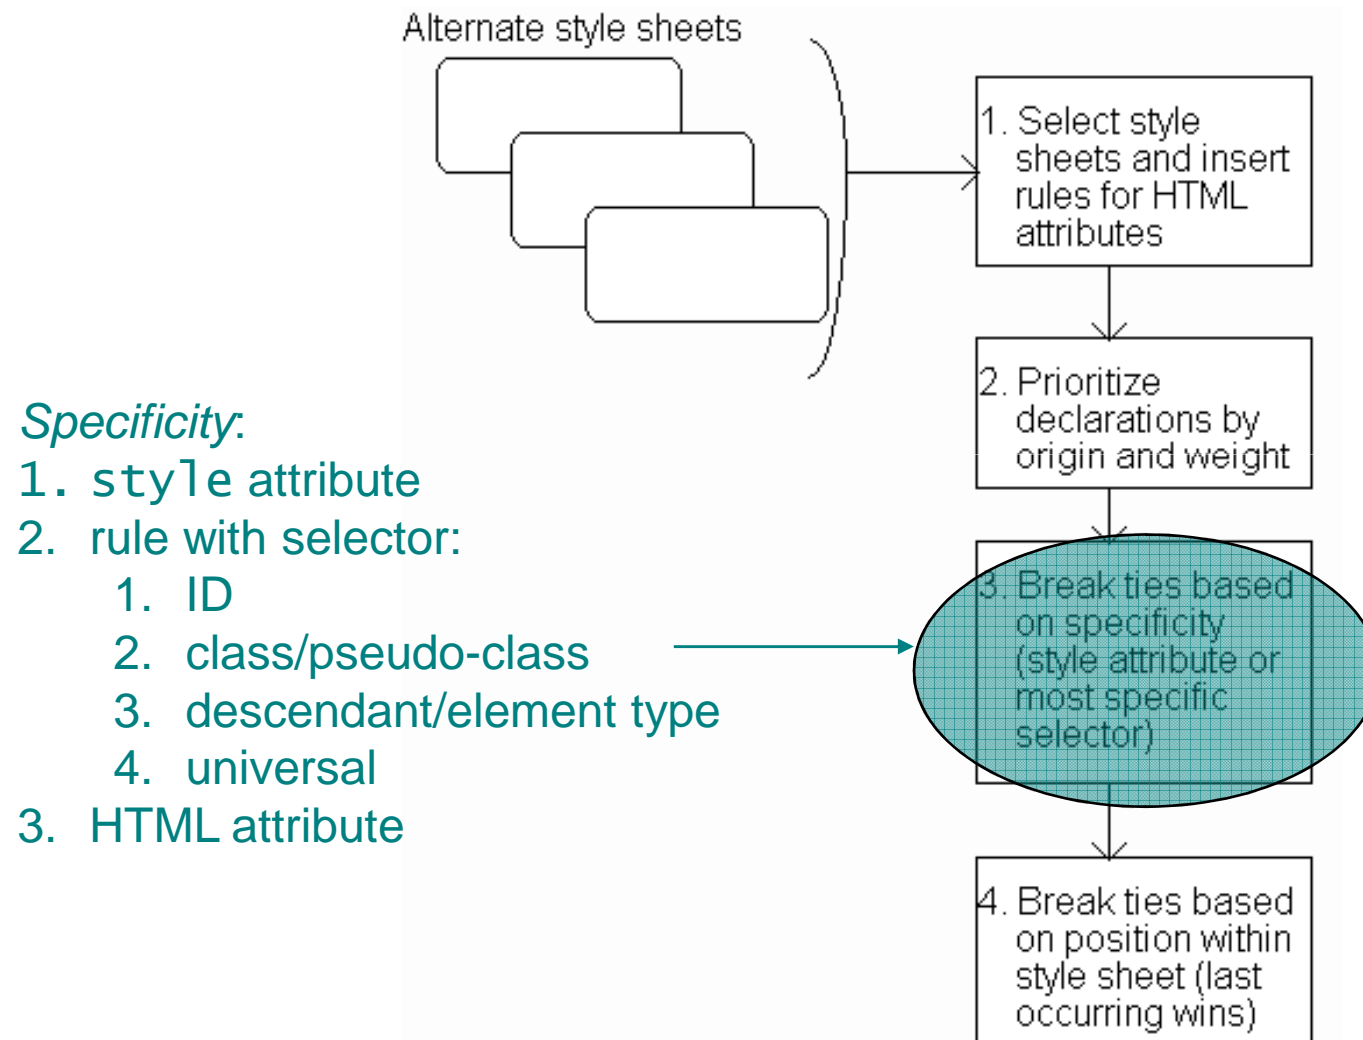 Alternate style sheets
1. Select style
sheets and insert
rules for HTML
attributes
2. Prioritize
declarations by
origin and weight
Specificity:
1. style attribute
2. rule with selector:
1. ID
2. class/pseudo-class
3. descendant/element type
4. universal
3. HTML attribute
3. Break ties based
on specificity
(style attribute or
most specific
selector)
4. Break ties based
on position within
style sheet (last
occurring wins)